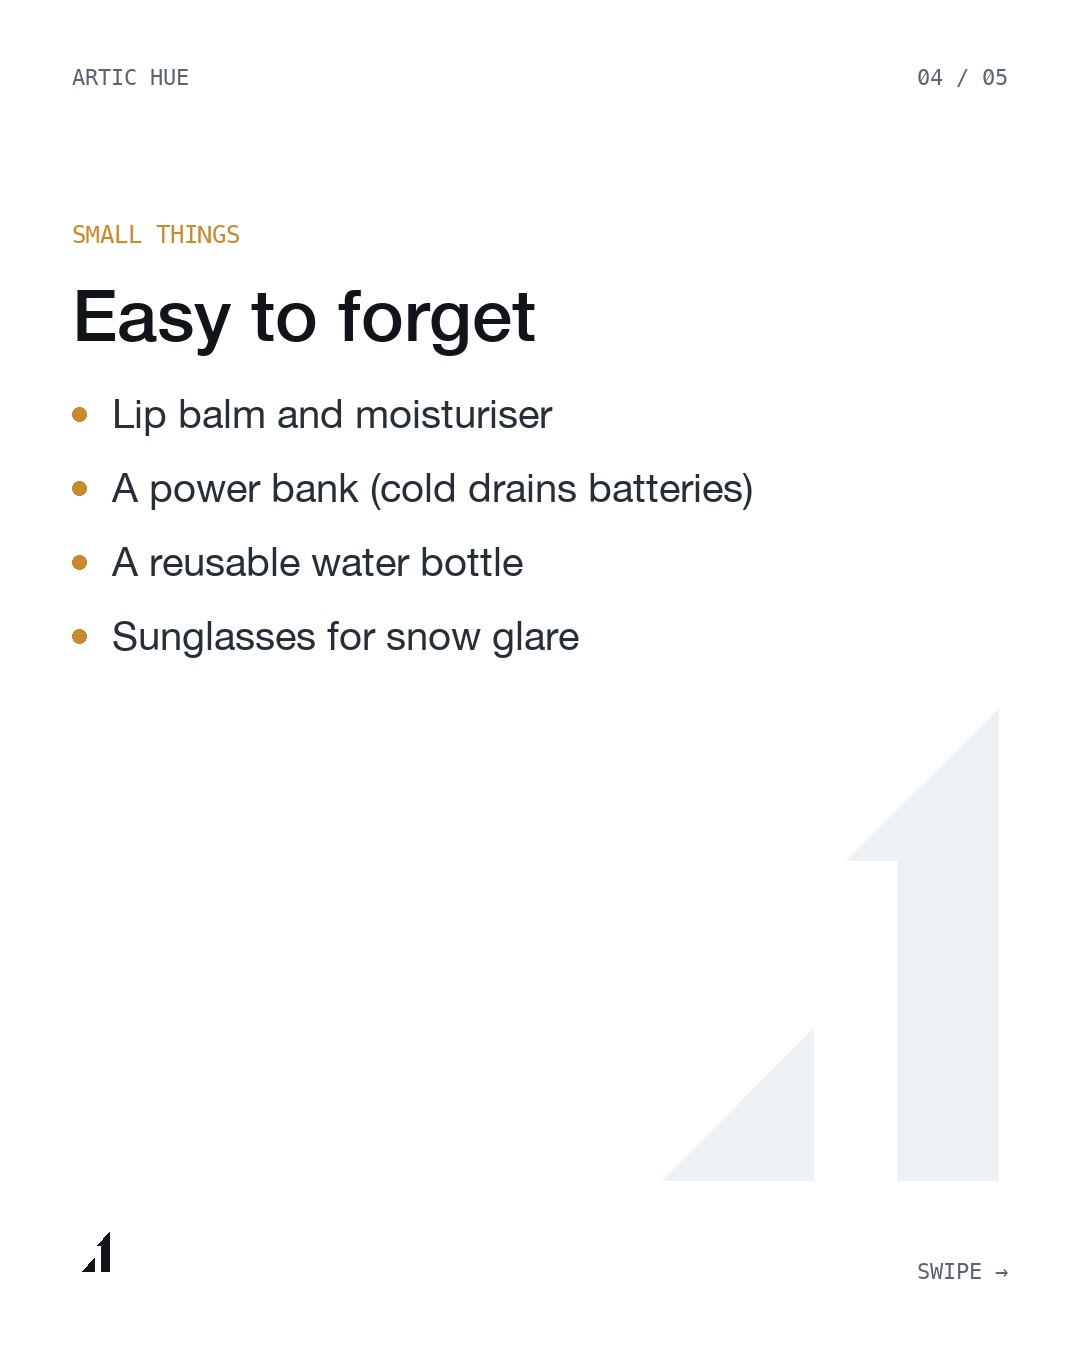 ARTIC HUE
04 / 05
SMALL THINGS
Easy to forget
Lip balm and moisturiser
A power bank (cold drains batteries)
A reusable water bottle
Sunglasses for snow glare
SWIPE →